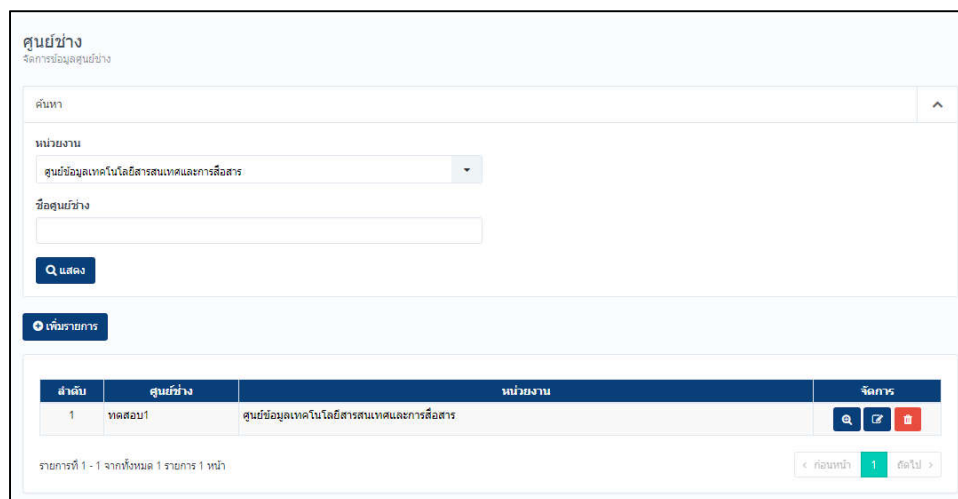 ศูนย์ช่าง
จัดการข้อมูลศูนย์ช่าง
ค้นหา
หน่วยงาน
ศูนย์ข้อมูลเทคโนโลยีสารสนเทศและการสื่อสาร
ชื่อศูนย์ช่าง
แสดง
เพิ่มรายการ
ลำดับ ศูนย์ช่าง หน่วยงาน จัดการ
1 ทดสอบ1 ศูนย์ข้อมูลเทคโนโลยีสารสนเทศและการสื่อสาร
รายการที่ 1 - 1 จากทั้งหมด 1 รายการ 1 หน้า
< ก่อนหน้า 1 ถัดไป >